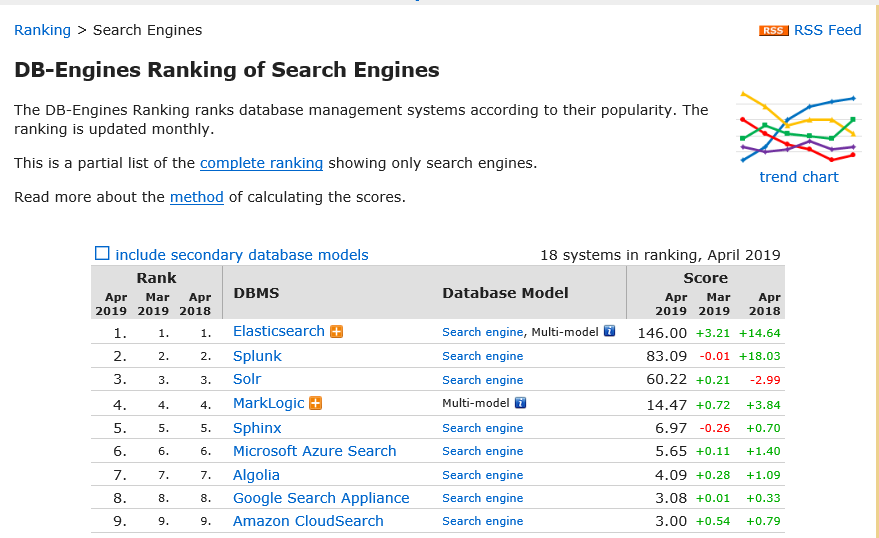 Ranking > Search Engines
RSS RSS Feed
DB-Engines Ranking of Search Engines
The DB-Engines Ranking ranks database management systems according to their popularity. The
ranking is updated monthly.
This is a partial list of the complete ranking showing only search engines.
trend chart
Read more about the method of calculating the scores.
include secondary database models 18 systems in ranking, April 2019
Rank DBMS Database Model Score
Apr 2019 Mar 2019 Apr 2018 Apr 2019 Mar 2019 Apr 2018
1. 1. 1. Elasticsearch Search engine, Multi-model i 146.00 +3.21 +14.64
2. 2. 2. Splunk Search engine 83.09 -0.01 +18.03
3. 3. 3. Solr Search engine 60.22 +0.21 -2.99
4. 4. 4. MarkLogic Multi-model i 14.47 +0.72 +3.84
5. 5. 5. Sphinx Search engine 6.97 -0.26 +0.70
6. 6. 6. Microsoft Azure Search Search engine 5.65 +0.11 +1.40
7. 7. 7. Algolia Search engine 4.09 +0.28 +1.09
8. 8. 8. Google Search Appliance Search engine 3.08 +0.01 +0.33
9. 9. 9. Amazon CloudSearch Search engine 3.00 +0.54 +0.79